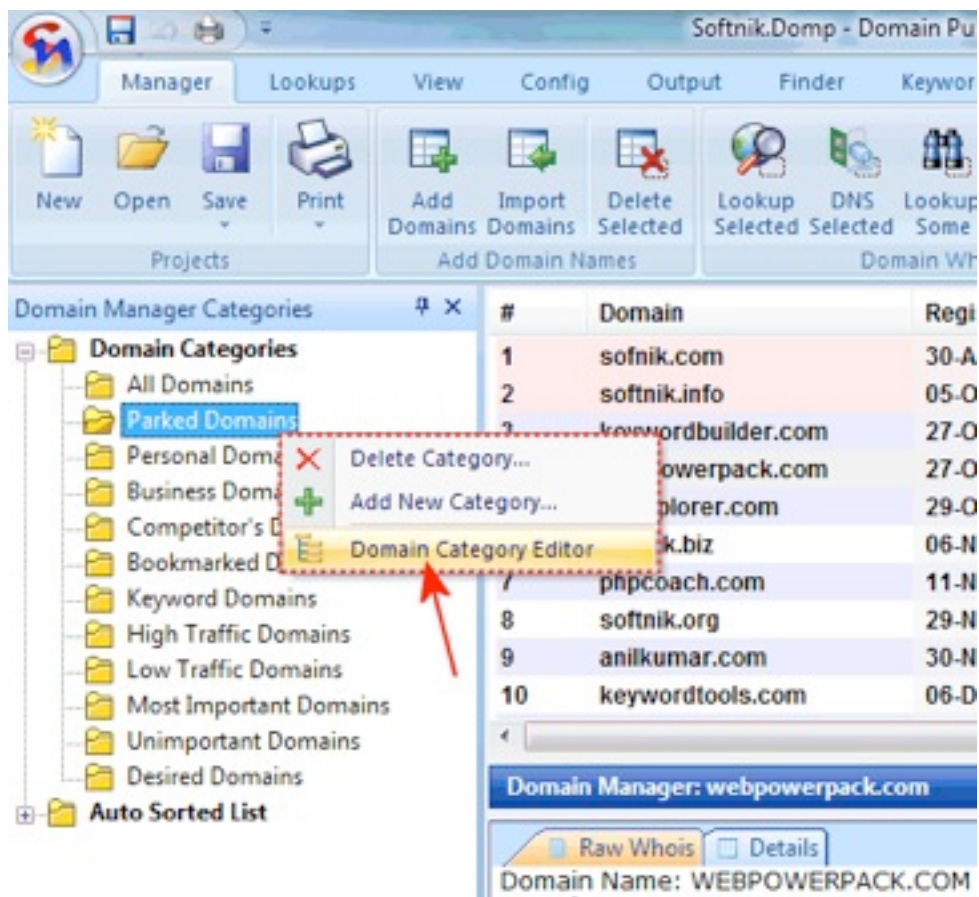 Softnik.Domp - Domain Pu
Manager Lookups View Config Output Finder Keywor
New Open Save Print Add Domains Import Domains Delete Selected Lookup Selected DNS Selected Lookup Some
Projects Add Domain Names Domain Wh
Domain Manager Categories
Domain Categories
All Domains
Parked Domains
Personal Doma
Business Doma
Competitor's D
Bookmarked D
Keyword Domains
High Traffic Domains
Low Traffic Domains
Most Important Domains
Unimportant Domains
Desired Domains
Auto Sorted List
Delete Category...
Add New Category...
Domain Category Editor
# Domain Regi
1 sofnik.com 30-A
2 softnik.info 05-O
3 keywordbuilder.com 27-O
powerpack.com 27-O
plorer.com 29-O
k.biz 06-N
7 phpcoach.com 11-N
8 softnik.org 29-N
9 anilkumar.com 30-N
10 keywordtools.com 06-D
Domain Manager: webpowerpack.com
Raw Whois Details
Domain Name: WEBPOWERPACK.COM